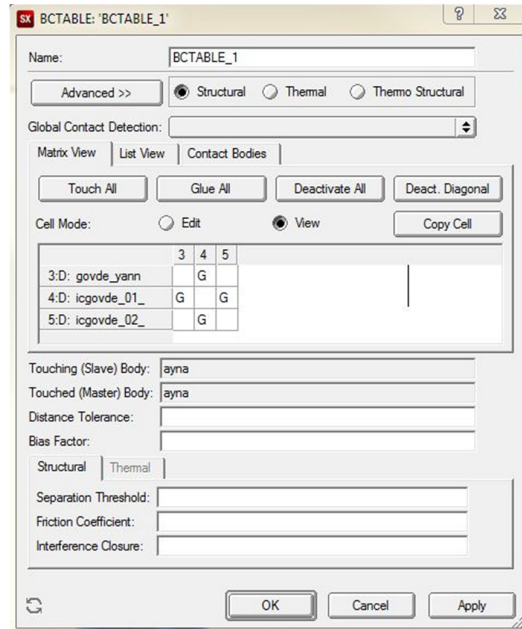 SX BCTABLE: 'BCTABLE_1' ?
Name: BCTABLE_1
Advanced >> Structural Thermal Thermo Structural
Global Contact Detection:
Matrix View List View Contact Bodies
Touch All Glue All Deactivate All Deact. Diagonal
Cell Mode: Edit View Copy Cell
3 4 5
3:D: govde_yann G
4:D: icgovde_01_ G G
5:D: icgovde_02_ G
Touching (Slave) Body: ayna
Touched (Master) Body: ayna
Distance Tolerance:
Bias Factor:
Structural Thermal
Separation Threshold:
Friction Coefficient:
Interference Closure:
OK Cancel Apply